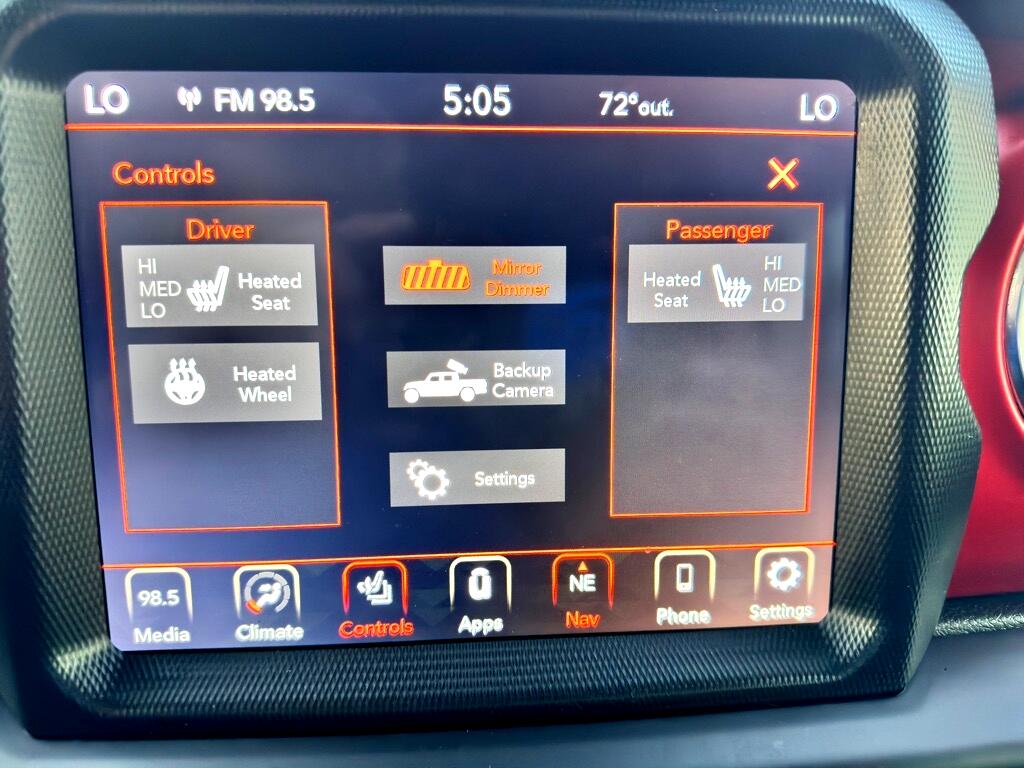 LO FM 98.5 5:05 72°out. LO
Controls
Driver
HI
MED
LO
Heated
Seat
Heated
Wheel
Mirror
Dimmer
Backup
Camera
Settings
Passenger
Heated
Seat
HI
MED
LO
98.5
Media
Climate
Controls
Apps
NE
Nav
Phone
Settings